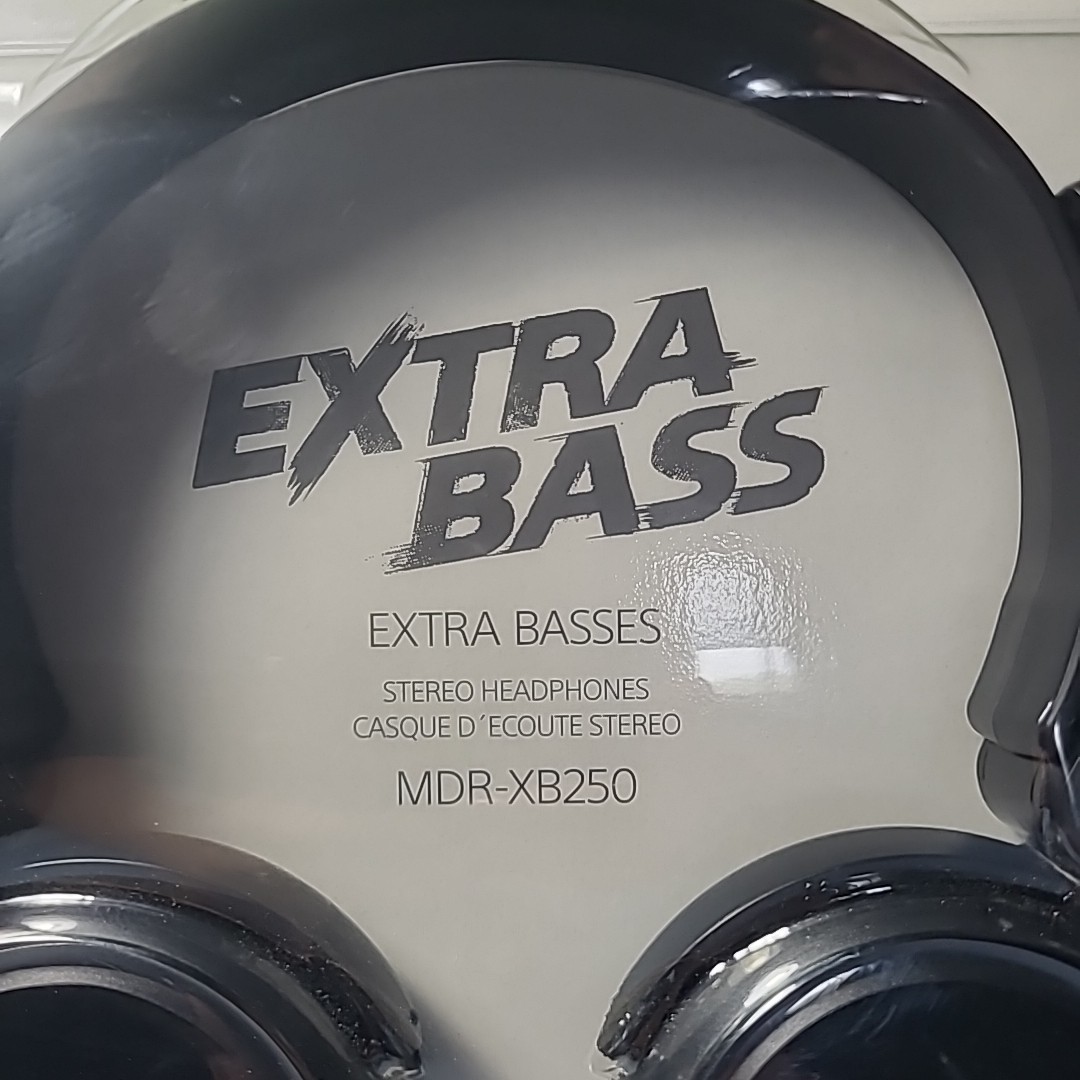 EXTRA
BASS
EXTRA BASSES
STEREO HEADPHONES
CASQUE D´ECOUTE STEREO
MDR-XB250